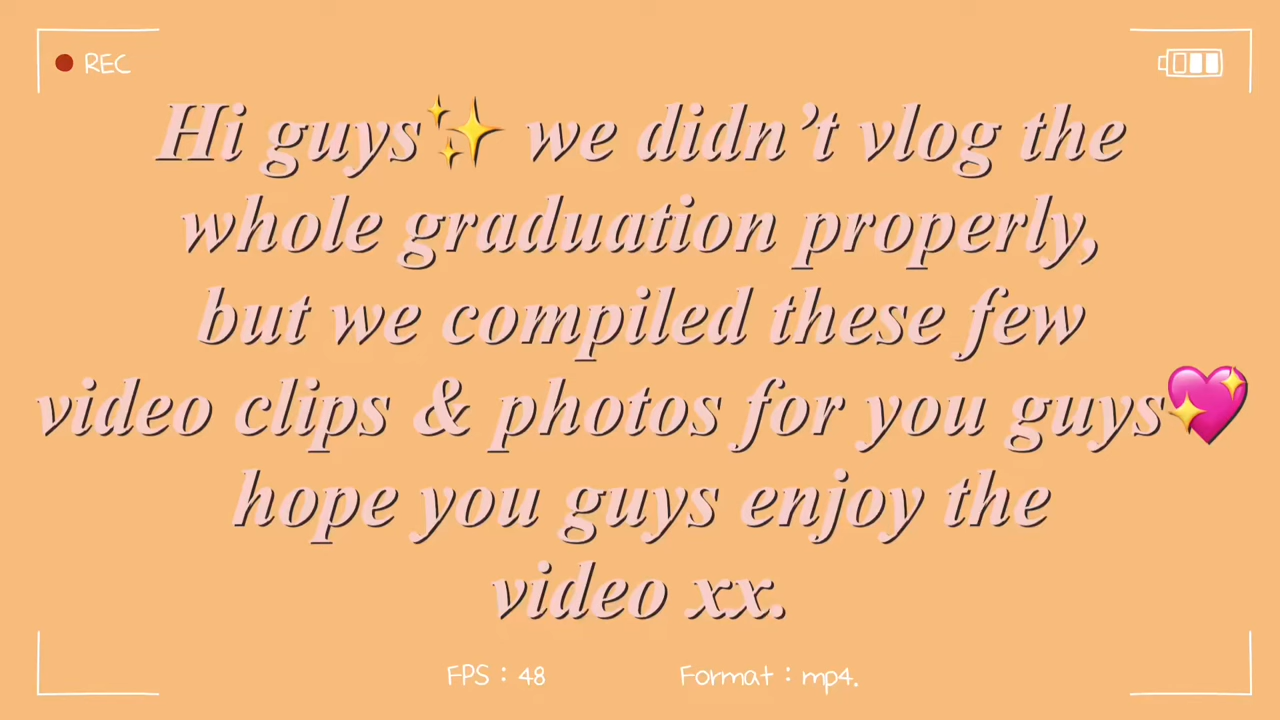 REC
Hi guys✨ we didn’t vlog the
whole graduation properly,
but we compiled these few
video clips & photos for you guys💖
hope you guys enjoy the
video xx.
FPS : 48
Format : mp4.